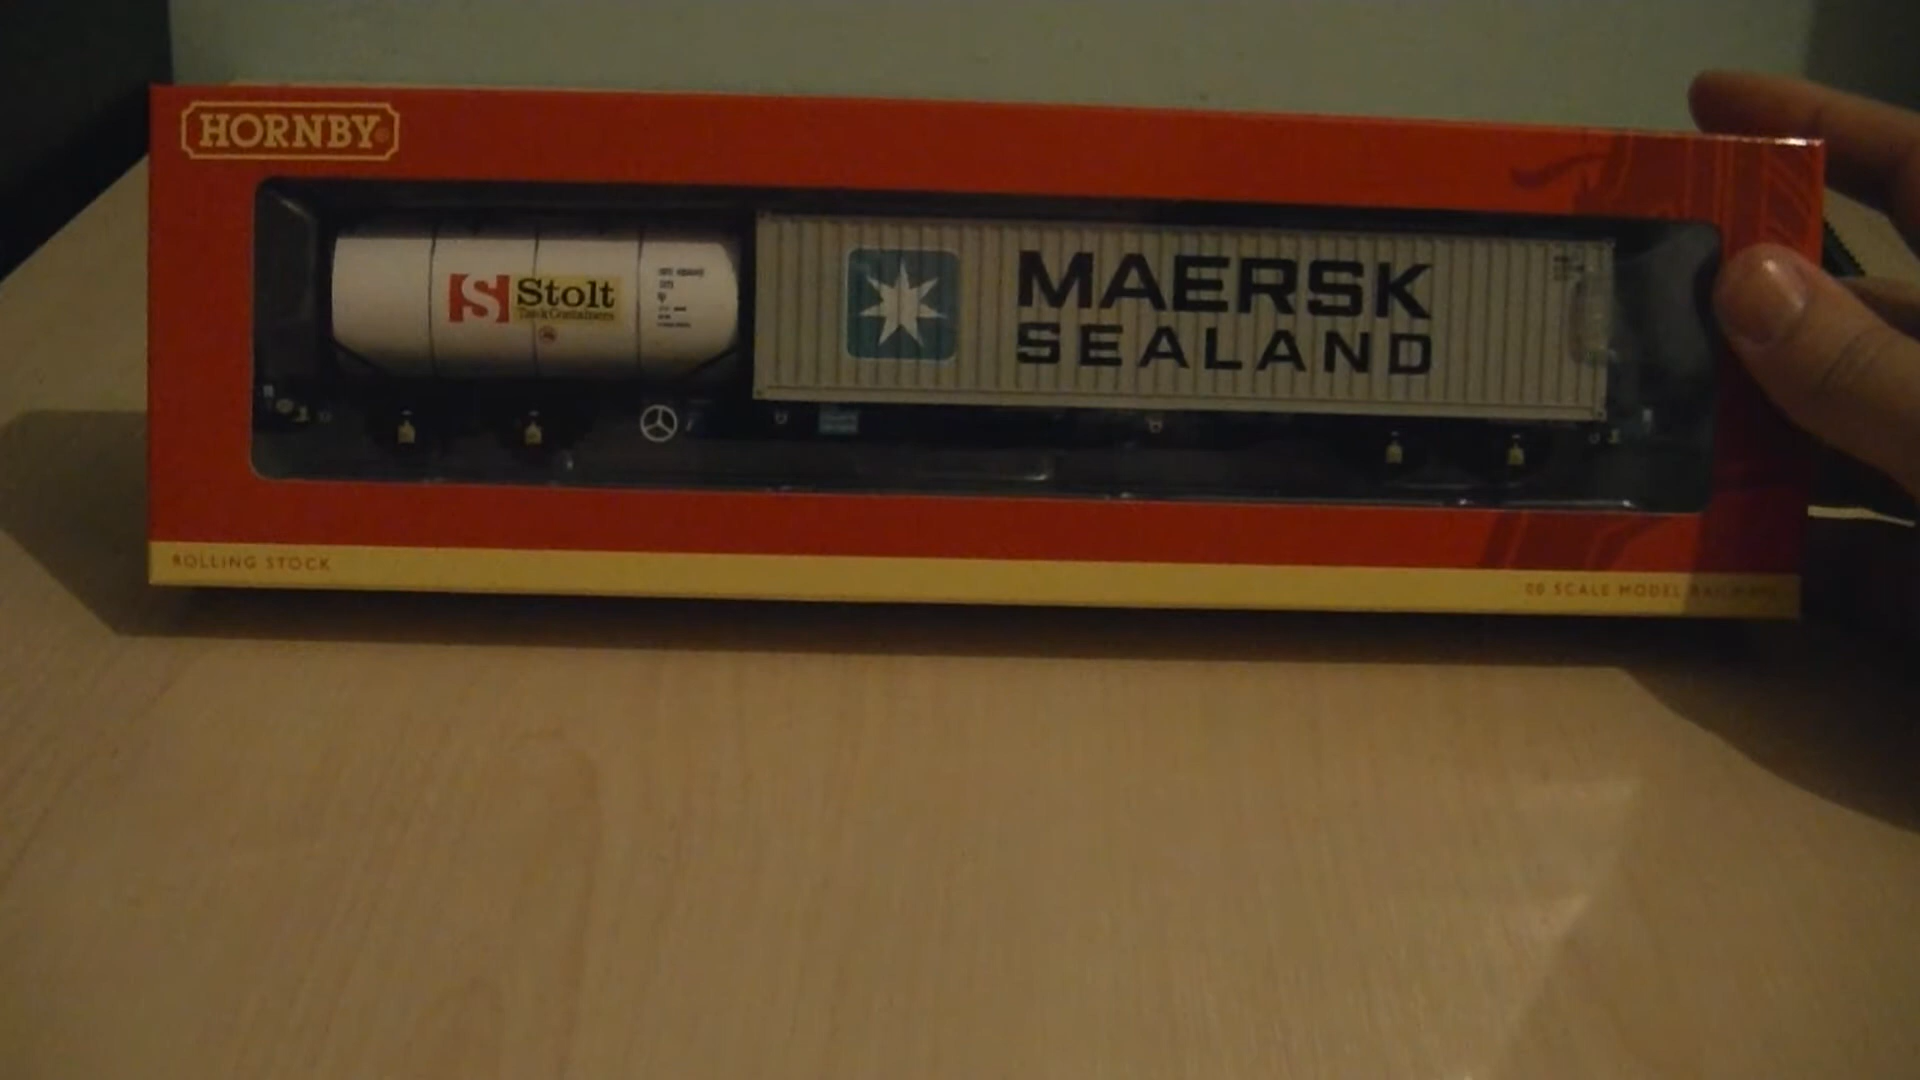 HORNBY
S Stolt
Tank Containers
MAERSK
SEALAND
ROLLING STOCK
00 SCALE MODEL RAILWAYS